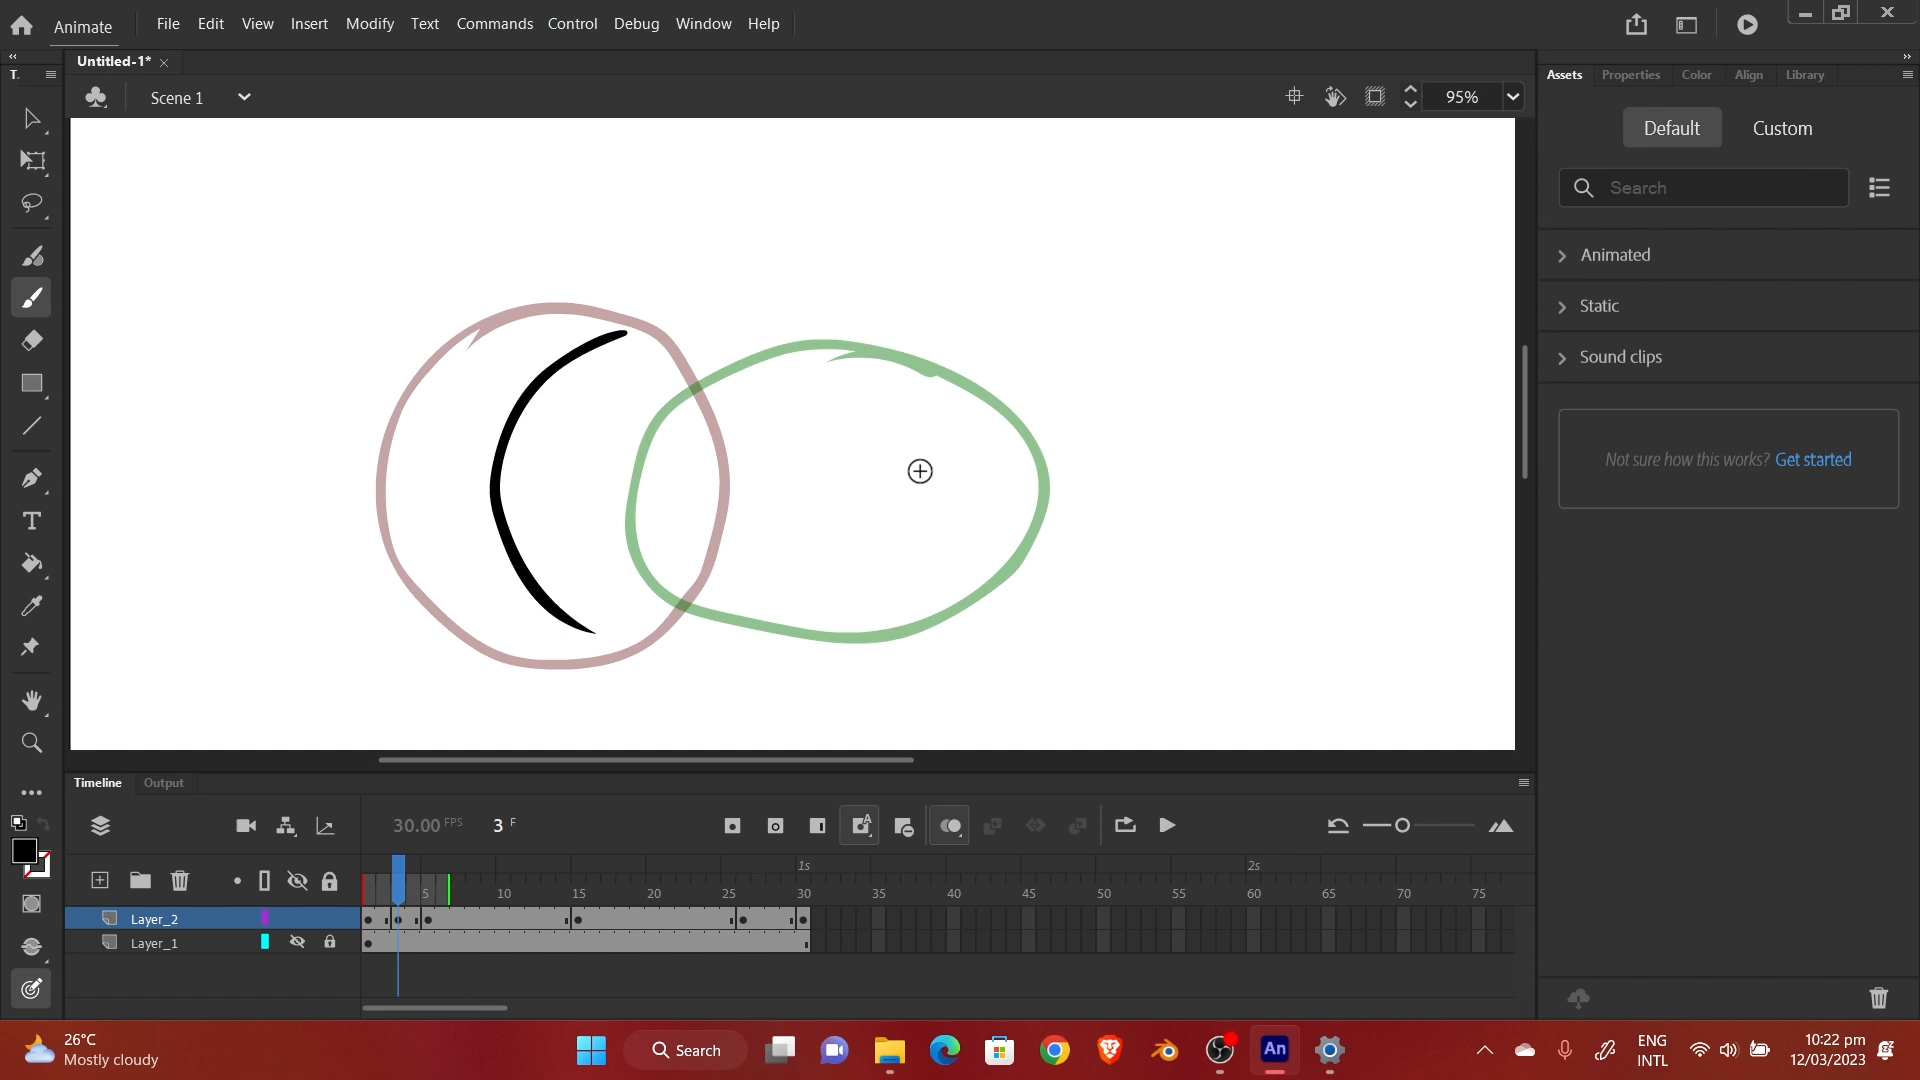 Animate File Edit View Insert Modify Text Commands Control Debug Window Help
Untitled-1*
T.
Scene 1
95%
Assets Properties Color Align Library
Default Custom
Search
Animated
Static
Sound clips
Not sure how this works? Get started
Timeline Output
30.00 FPS 3 F
1s 2s
5 10 15 20 25 30 35 40 45 50 55 60 65 70 75
Layer_2
Layer_1
26°C
Mostly cloudy
Search
An
ENG
INTL
10:22 pm
12/03/2023